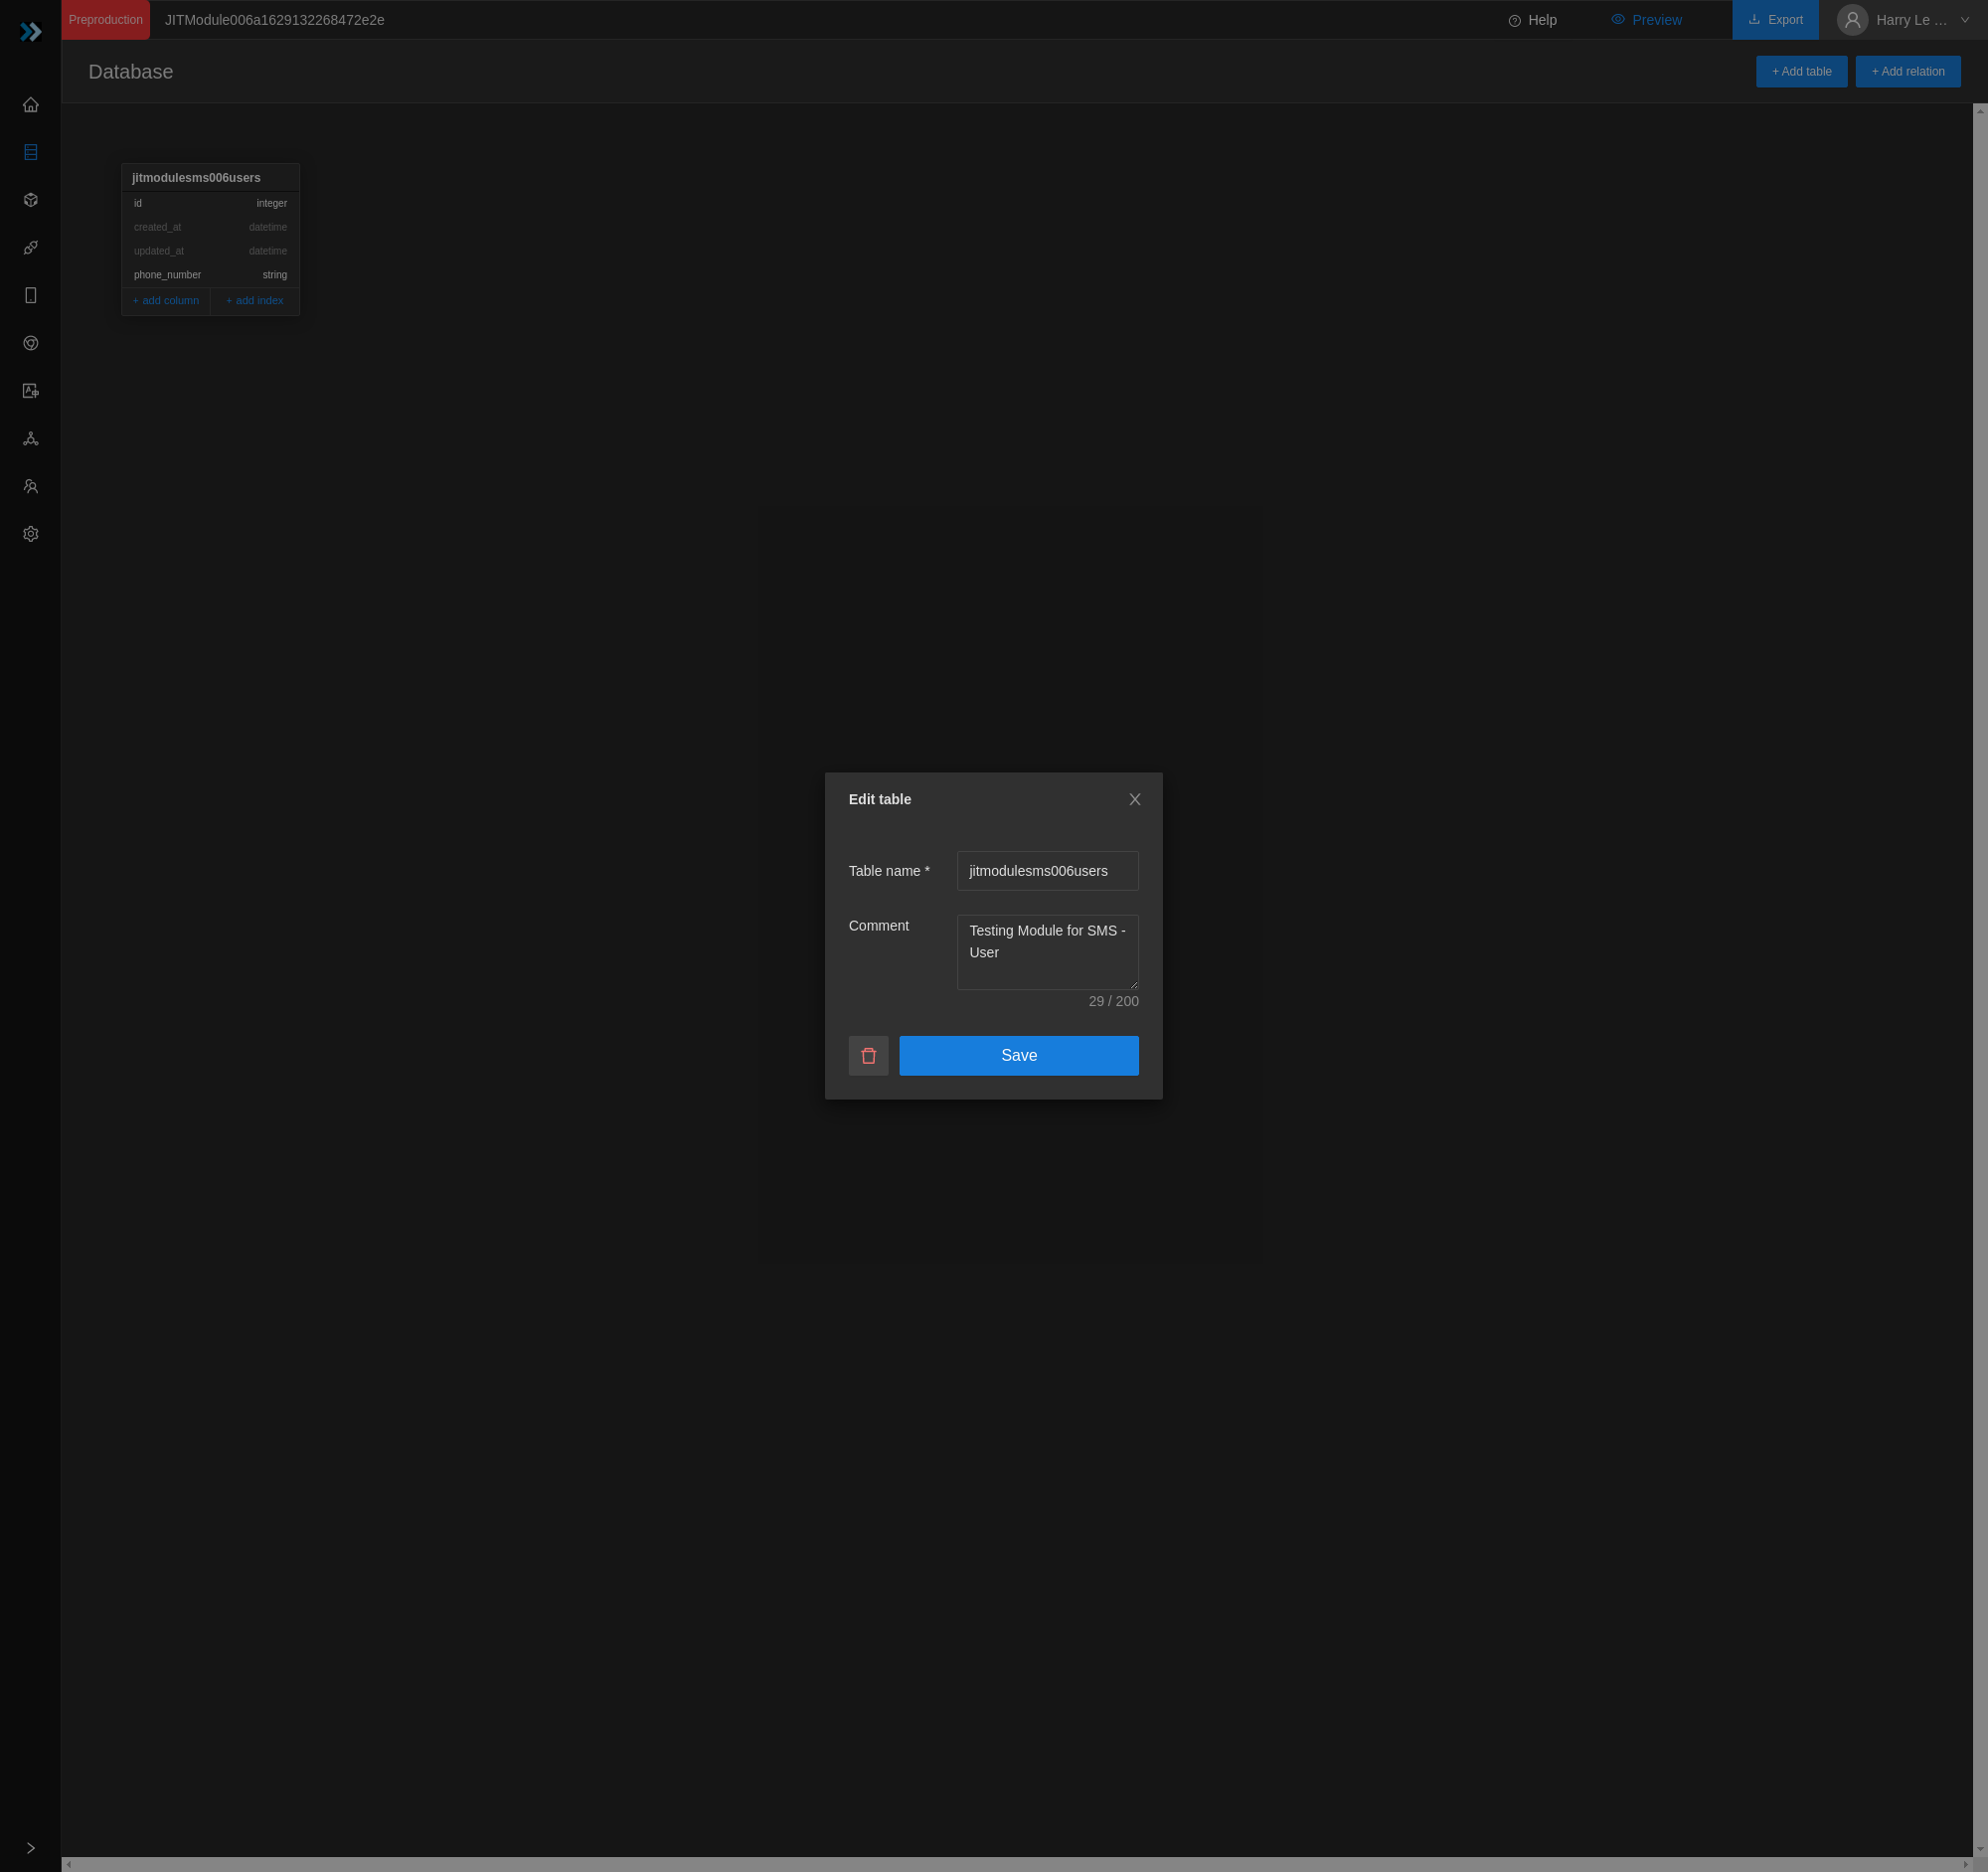 Preproduction JITModule006a1629132268472e2e Help Preview Export Harry Le ...
Database + Add table + Add relation
jitmodulesms006users
id integer
created_at datetime
updated_at datetime
phone_number string
+ add column + add index
Edit table
Table name * jitmodulesms006users
Comment Testing Module for SMS -
User
29 / 200
Save